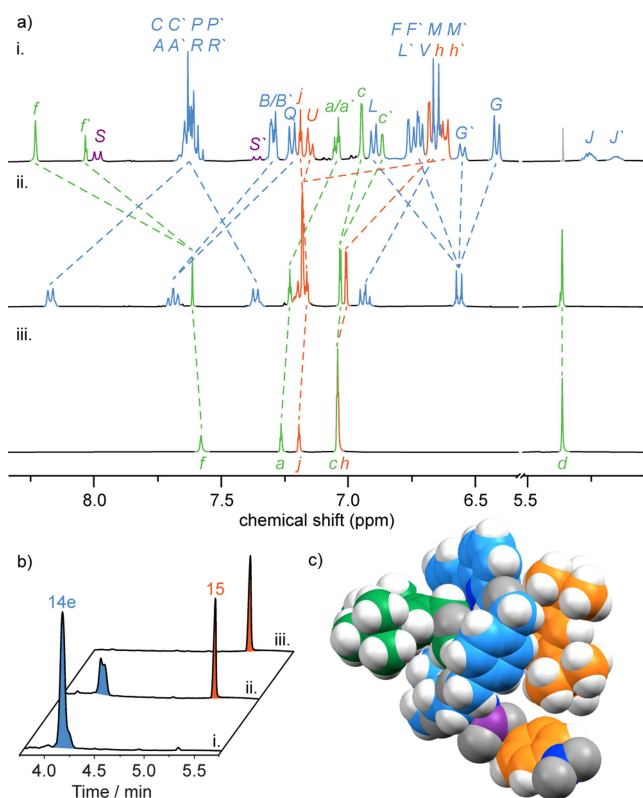 a)
i.
C C` P P`
A A` R R`
F F` M M`
L` V h h`
f
f`
S
S`
B/B`
Q
j
U
a/a`
c
L
c`
G`
G
J
J`
ii.
iii.
f
a
j
c
h
d
8.0
7.5
7.0
6.5
5.5
chemical shift (ppm)
b)
14e
15
iii.
ii.
i.
4.0
4.5
5.0
5.5
Time / min
c)